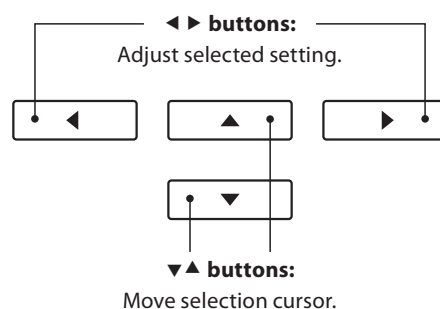 ◀ ▶ buttons:
Adjust selected setting.
▼▲ buttons:
Move selection cursor.